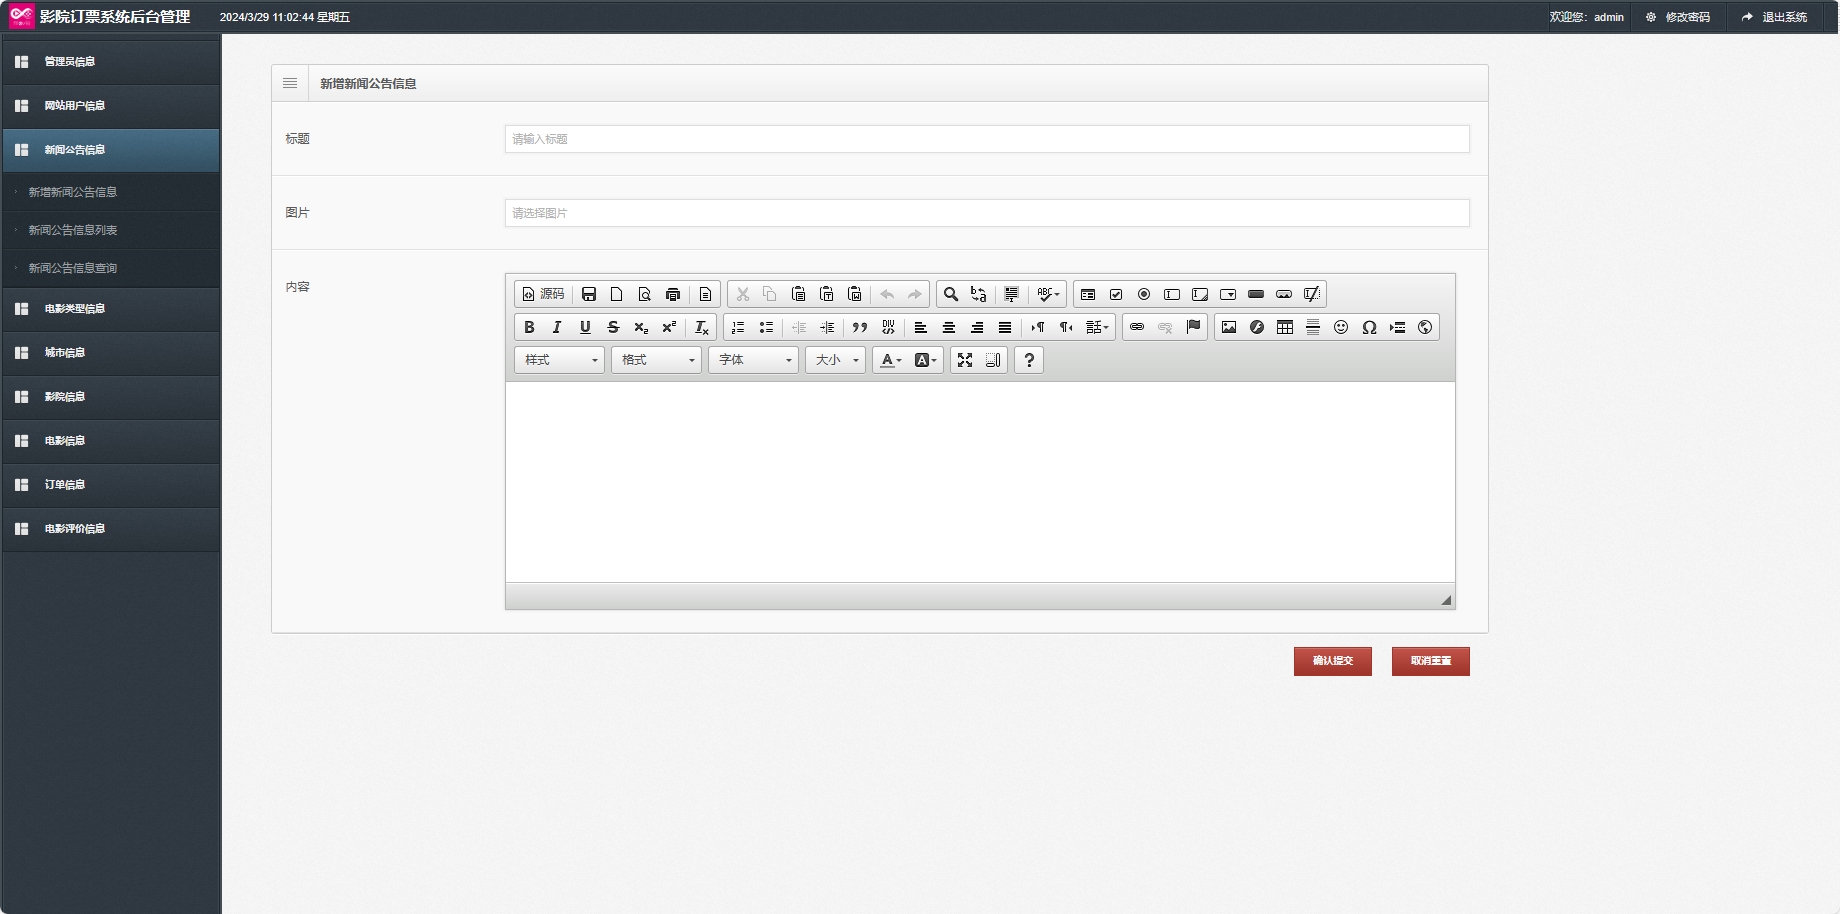 影院订票系统后台管理 2024/3/29 11:02:44 星期五 欢迎您：admin 修改密码 退出系统
管理员信息
网站用户信息
新闻公告信息
新增新闻公告信息
新闻公告信息列表
新闻公告信息查询
电影类型信息
城市信息
影院信息
电影信息
订单信息
电影评价信息
新增新闻公告信息
标题 请输入标题
图片 请选择图片
内容
源码
样式 格式 字体 大小
确认提交 取消重置